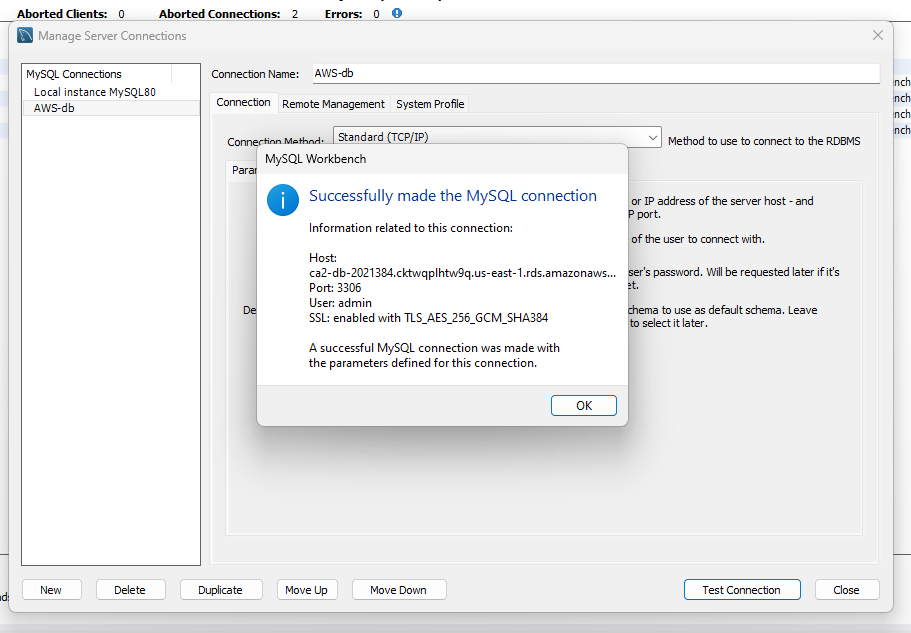 Aborted Clients: 0 Aborted Connections: 2 Errors: 0
Manage Server Connections
MySQL Connections
Local instance MySQL80
AWS-db
Connection Name: AWS-db
Connection Remote Management System Profile
Connection Method: Standard (TCP/IP) Method to use to connect to the RDBMS
MySQL Workbench
Successfully made the MySQL connection
Information related to this connection:
Host:
ca2-db-2021384.cktwqplhtw9q.us-east-1.rds.amazonaws...
Port: 3306
User: admin
SSL: enabled with TLS_AES_256_GCM_SHA384
A successful MySQL connection was made with
the parameters defined for this connection.
OK
or IP address of the server host - and
P port.
of the user to connect with.
ser's password. Will be requested later if it's
et.
chema to use as default schema. Leave
to select it later.
New Delete Duplicate Move Up Move Down Test Connection Close